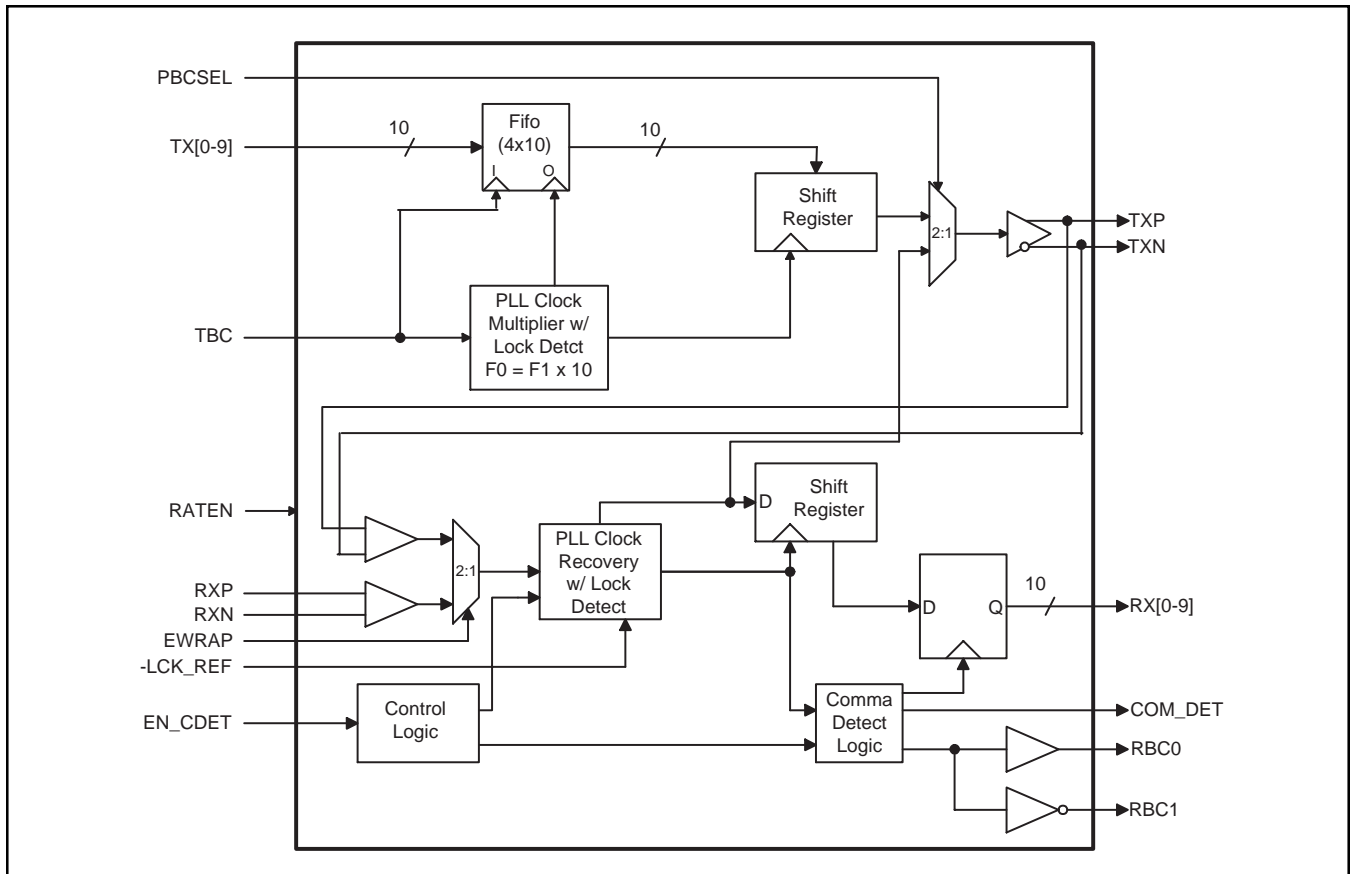 PBCSEL
TX[0-9]
10
Fifo
(4x10)
I
O
10
Shift
Register
2:1
TXP
TXN
TBC
PLL Clock
Multiplier w/
Lock Detct
F0 = F1 x 10
RATEN
RXP
RXN
EWRAP
-LCK_REF
2:1
PLL Clock
Recovery
w/ Lock
Detect
D
Shift
Register
D
Q
10
RX[0-9]
EN_CDET
Control
Logic
Comma
Detect
Logic
COM_DET
RBC0
RBC1